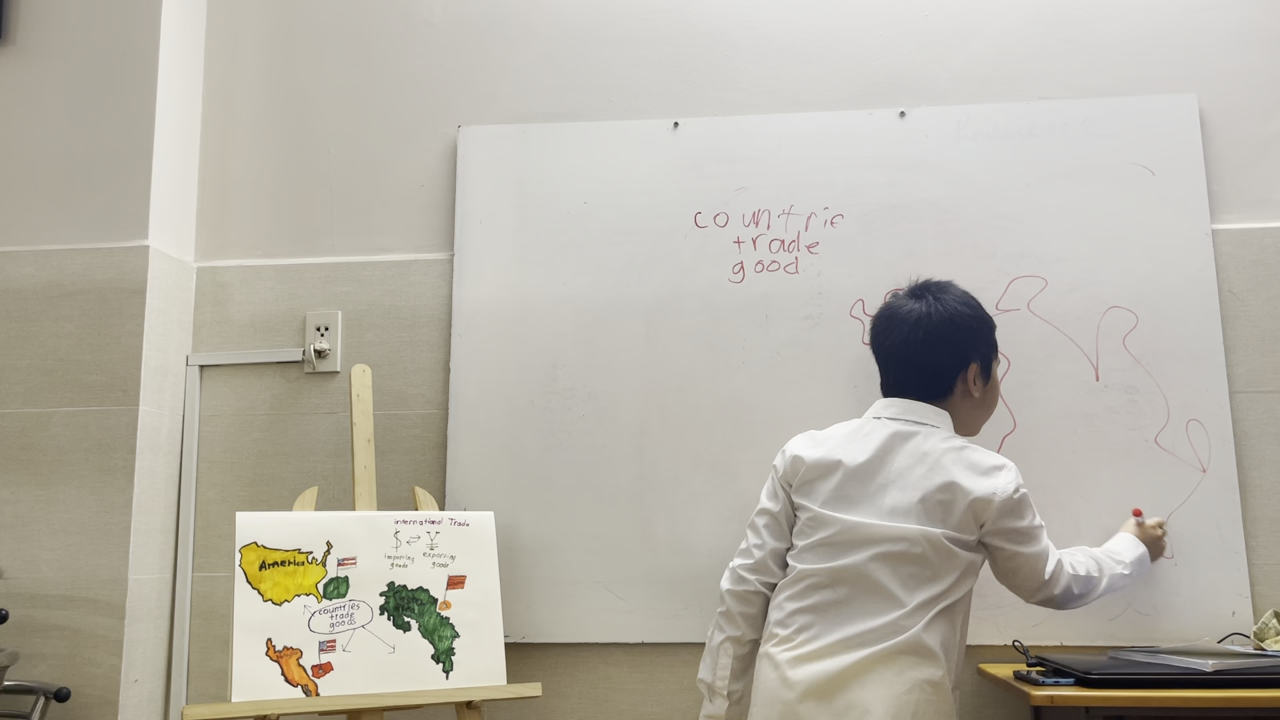 countrie
trade
good
international Trade
$ ⇄ ¥
Importing
goods
exporting
goods
America
countries
trade
goods